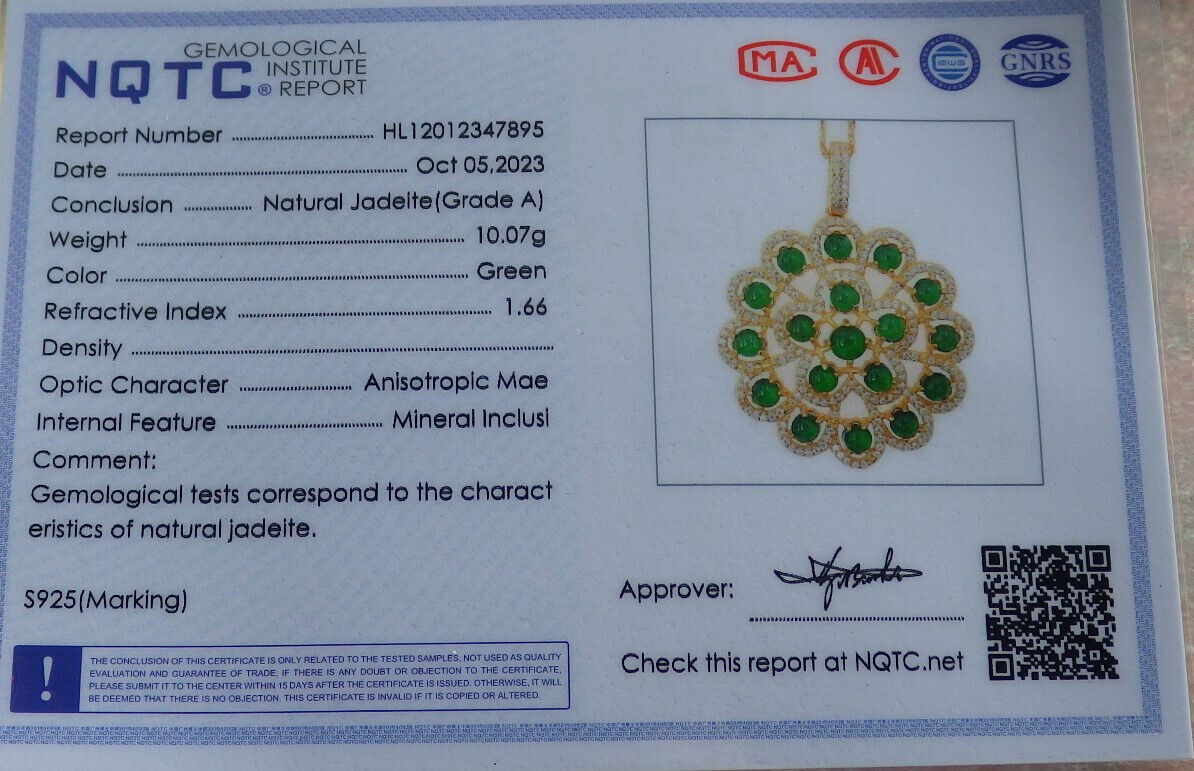 NQTC ® GEMOLOGICAL INSTITUTE REPORT
MA
GNRS
Report Number ........ HL12012347895
Date ........ Oct 05,2023
Conclusion ........ Natural Jadeite(Grade A)
Weight ........ 10.07g
Color ........ Green
Refractive Index ........ 1.66
Density ........
Optic Character ........ Anisotropic Mae
Internal Feature ........ Mineral Inclusi
Comment:
Gemological tests correspond to the charact
eristics of natural jadeite.
S925(Marking)
Approver:
Check this report at NQTC.net
! THE CONCLUSION OF THIS CERTIFICATE IS ONLY RELATED TO THE TESTED SAMPLES, NOT USED AS QUALITY
EVALUATION AND GUARANTEE OF TRADE. IF THERE IS ANY DOUBT OR OBJECTION TO THE CERTIFICATE,
PLEASE SUBMIT IT TO THE CENTER WITHIN 15 DAYS AFTER THE CERTIFICATE IS ISSUED. OTHERWISE, IT WILL
BE DEEMED THAT THERE IS NO OBJECTION. THIS CERTIFICATE IS INVALID IF IT IS COPIED OR ALTERED.